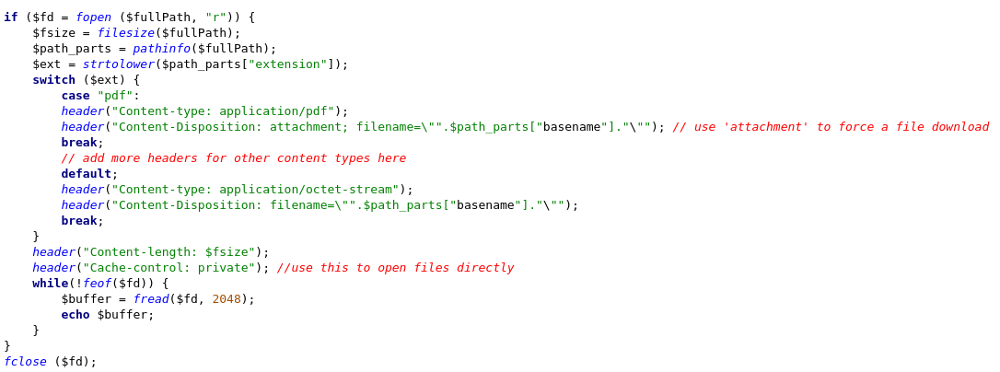 if ($fd = fopen ($fullPath, "r")) {
    $fsize = filesize($fullPath);
    $path_parts = pathinfo($fullPath);
    $ext = strtolower($path_parts["extension"]);
    switch ($ext) {
        case "pdf":
        header("Content-type: application/pdf");
        header("Content-Disposition: attachment; filename=\"".$path_parts["basename"]."\""); // use 'attachment' to force a file download
        break;
        // add more headers for other content types here
        default;
        header("Content-type: application/octet-stream");
        header("Content-Disposition: filename=\"".$path_parts["basename"]."\"");
        break;
    }
    header("Content-length: $fsize");
    header("Cache-control: private"); //use this to open files directly
    while(!feof($fd)) {
        $buffer = fread($fd, 2048);
        echo $buffer;
    }
}
fclose ($fd);